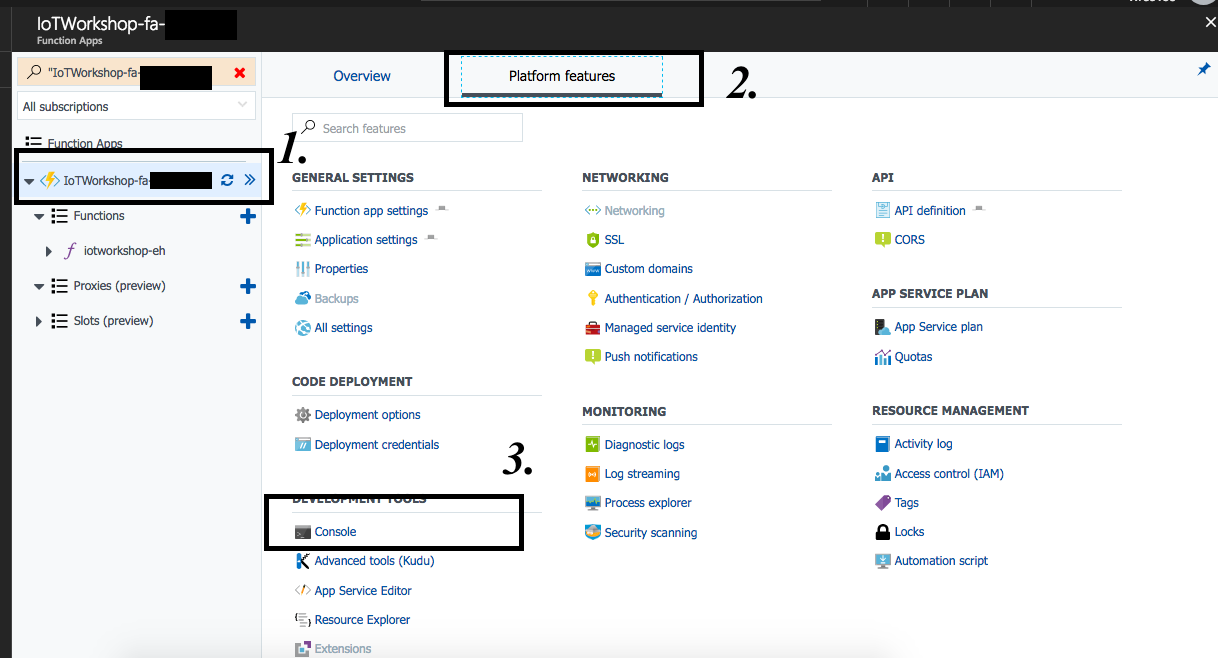 IoTWorkshop-fa-
Function Apps
"IoTWorkshop-fa-
All subscriptions
Function Apps
1.
IoTWorkshop-fa-
Functions
iotworkshop-eh
Proxies (preview)
Slots (preview)
Overview
Platform features
2.
Search features
GENERAL SETTINGS
Function app settings
Application settings
Properties
Backups
All settings
CODE DEPLOYMENT
Deployment options
Deployment credentials
3.
DEVELOPMENT TOOLS
Console
Advanced tools (Kudu)
App Service Editor
Resource Explorer
Extensions
NETWORKING
Networking
SSL
Custom domains
Authentication / Authorization
Managed service identity
Push notifications
MONITORING
Diagnostic logs
Log streaming
Process explorer
Security scanning
API
API definition
CORS
APP SERVICE PLAN
App Service plan
Quotas
RESOURCE MANAGEMENT
Activity log
Access control (IAM)
Tags
Locks
Automation script